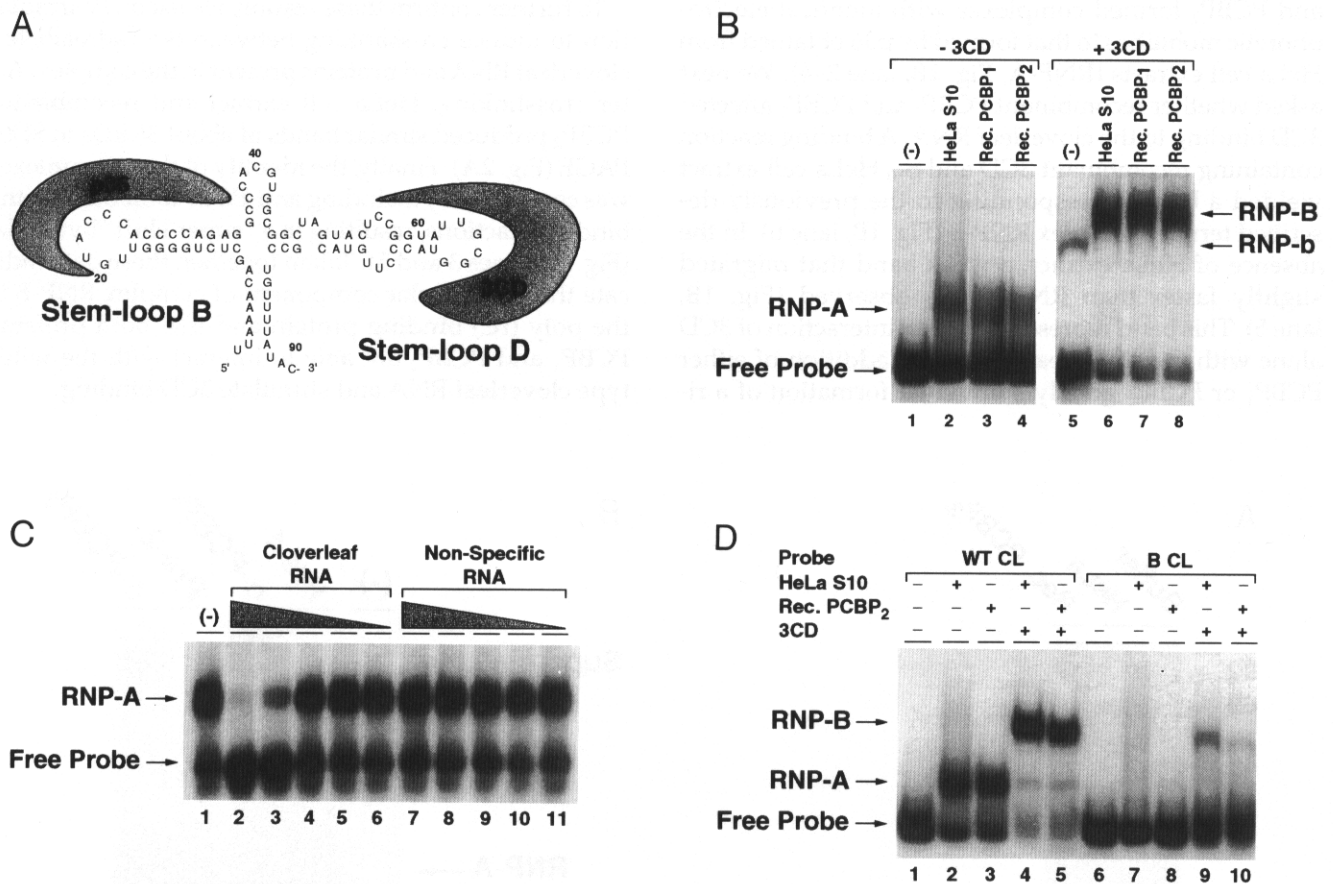 A
40
60
20
90
5'
3'
Stem-loop B
Stem-loop D
B
- 3CD
+ 3CD
(-)
HeLa S10
Rec. PCBP1
Rec. PCBP2
(-)
HeLa S10
Rec. PCBP1
Rec. PCBP2
RNP-B
RNP-b
RNP-A
Free Probe
1 2 3 4 5 6 7 8
C
Cloverleaf RNA
Non-Specific RNA
(-)
RNP-A
Free Probe
1 2 3 4 5 6 7 8 9 10 11
D
Probe WT CL B CL
HeLa S10 - + - + - - + - + -
Rec. PCBP2 - - + - + - - + - +
3CD - - - + + - - - + +
RNP-B
RNP-A
Free Probe
1 2 3 4 5 6 7 8 9 10